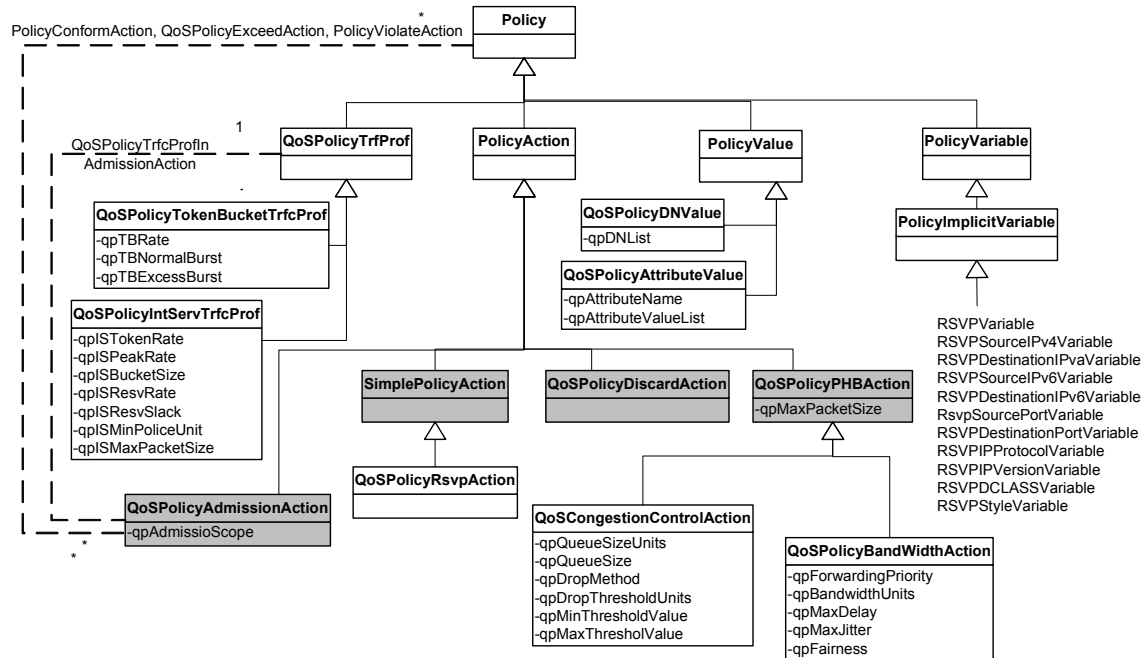 *
Policy
PolicyConformAction, QoSPolicyExceedAction, PolicyViolateAction
1
QoSPolicyTrfcProfIn
AdmissionAction
QoSPolicyTrfProf
PolicyAction
PolicyValue
PolicyVariable
QoSPolicyTokenBucketTrfcProf
-qpTBRate
-qpTBNormalBurst
-qpTBExcessBurst
QoSPolicyDNValue
-qpDNList
PolicyImplicitVariable
QoSPolicyAttributeValue
-qpAttributeName
-qpAttributeValueList
QoSPolicyIntServTrfcProf
-qpISTokenRate
-qpISPeakRate
-qpISBucketSize
-qpISResvRate
-qpISResvSlack
-qpISMinPoliceUnit
-qpISMaxPacketSize
RSVPVariable
RSVPSourceIPv4Variable
RSVPDestinationIPvaVariable
RSVPSourceIPv6Variable
RSVPDestinationIPv6Variable
RsvpSourcePortVariable
RSVPDestinationPortVariable
RSVPIPProtocolVariable
RSVPIPVersionVariable
RSVPDCLASSVariable
RSVPStyleVariable
SimplePolicyAction
QoSPolicyDiscardAction
QoSPolicyPHBAction
-qpMaxPacketSize
QoSPolicyRsvpAction
QoSPolicyAdmissionAction
-qpAdmissioScope
*
*
QoSCongestionControlAction
-qpQueueSizeUnits
-qpQueueSize
-qpDropMethod
-qpDropThresholdUnits
-qpMinThresholdValue
-qpMaxThresholValue
QoSPolicyBandWidthAction
-qpForwardingPriority
-qpBandwidthUnits
-qpMaxDelay
-qpMaxJitter
-qpFairness